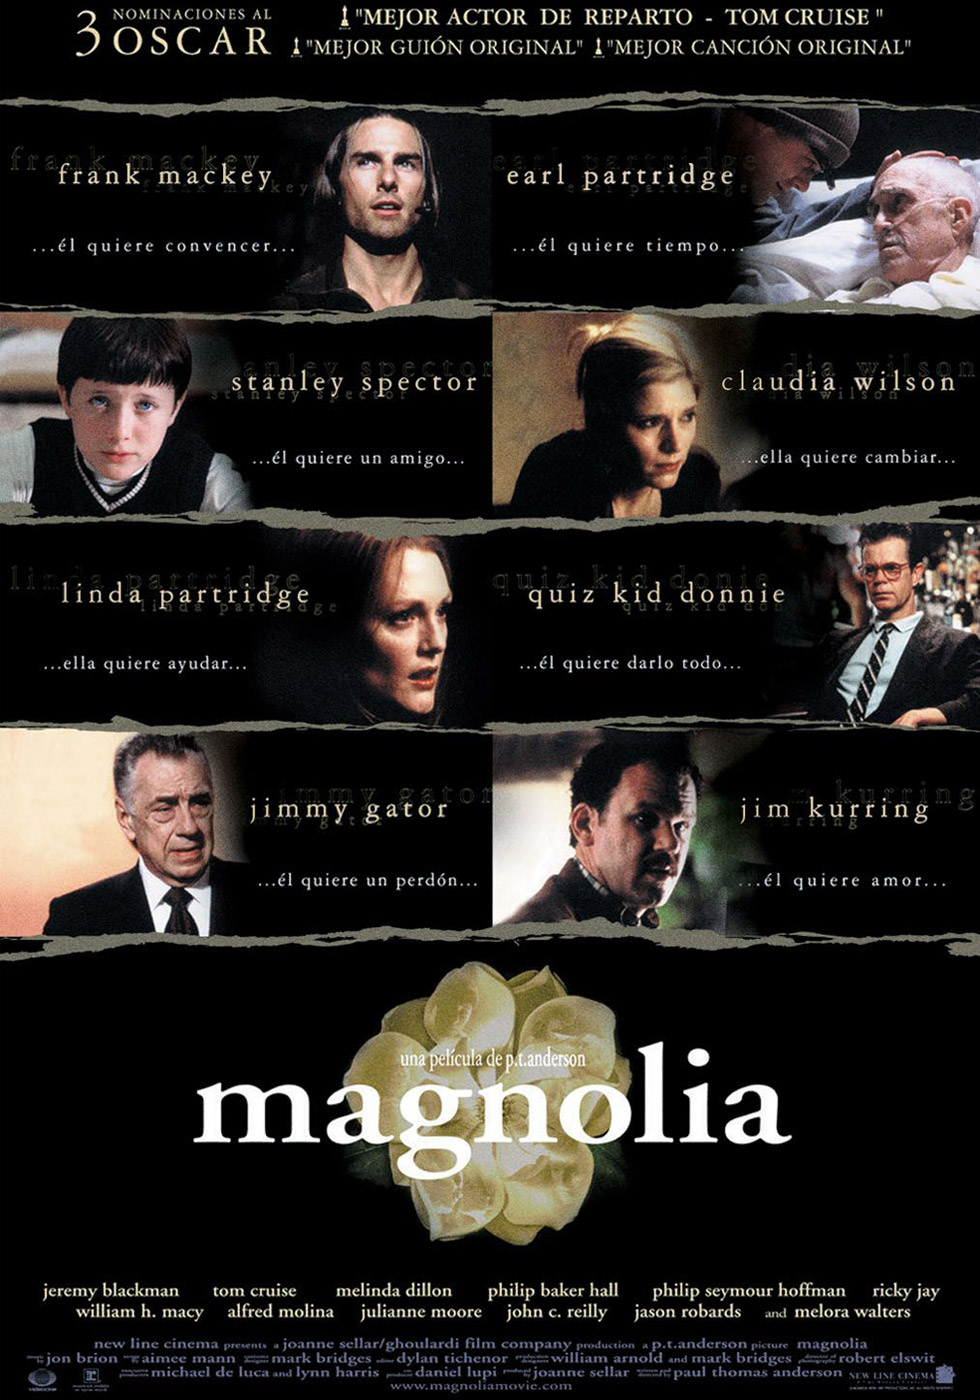 3 NOMINACIONES AL OSCAR
"MEJOR ACTOR DE REPARTO - TOM CRUISE"
"MEJOR GUIÓN ORIGINAL" "MEJOR CANCIÓN ORIGINAL"
frank mackey
...él quiere convencer...
earl partridge
...él quiere tiempo...
stanley spector
...él quiere un amigo...
claudia wilson
...ella quiere cambiar...
linda partridge
...ella quiere ayudar...
quiz kid donnie
...él quiere darlo todo...
jimmy gator
...él quiere un perdón...
jim kurring
...él quiere amor...
una película de p.t.anderson
magnolia
jeremy blackman tom cruise melinda dillon philip baker hall philip seymour hoffman ricky jay
william h. macy alfred molina julianne moore john c. reilly jason robards and melora walters
new line cinema presents a joanne sellar/ghoulardi film company production a p.t.anderson picture magnolia
jon brion aimee mann mark bridges dylan tichenor william arnold and mark bridges robert elswit
michael de luca and lynn harris daniel lupi joanne sellar paul thomas anderson NEW LINE CINEMA
www.magnoliamovie.com